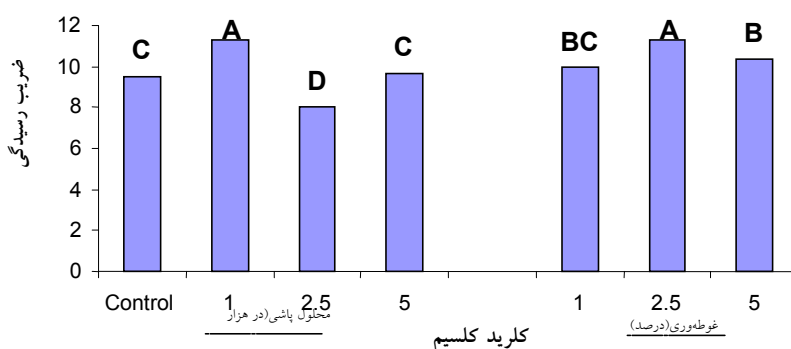 ضریب رسیدگی
12
10
8
6
4
2
0
C
A
D
C
BC
A
B
Control 1 2.5 5 1 2.5 5
محلول پاشی(در هزار
غوطه‌وری(درصد)
کلرید کلسیم